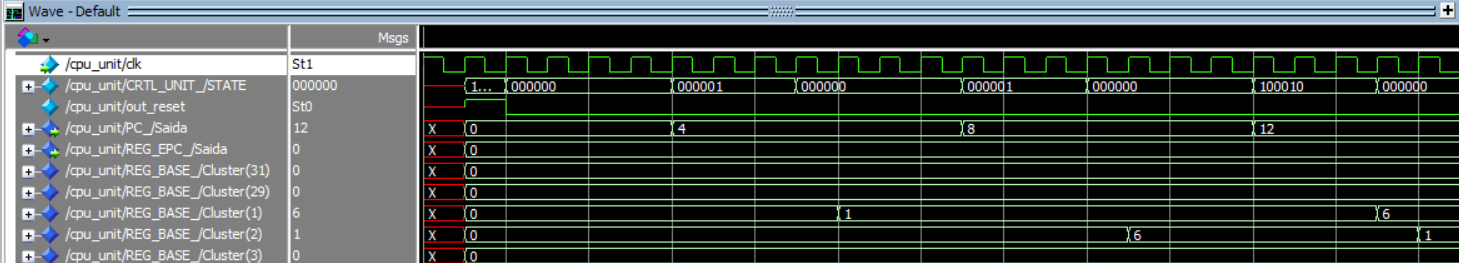 Wave - Default
Msgs
/cpu_unit/clk St1
/cpu_unit/CRTL_UNIT_/STATE 000000 1... 000000 000001 000000 000001 000000 100010 000000
/cpu_unit/out_reset St0
/cpu_unit/PC_/Saida 12 X 0 4 8 12
/cpu_unit/REG_EPC_/Saida 0 X 0
/cpu_unit/REG_BASE_/Cluster(31) 0 X 0
/cpu_unit/REG_BASE_/Cluster(29) 0 X 0
/cpu_unit/REG_BASE_/Cluster(1) 6 X 0 1 6
/cpu_unit/REG_BASE_/Cluster(2) 1 X 0 6 1
/cpu_unit/REG_BASE_/Cluster(3) 0 X 0